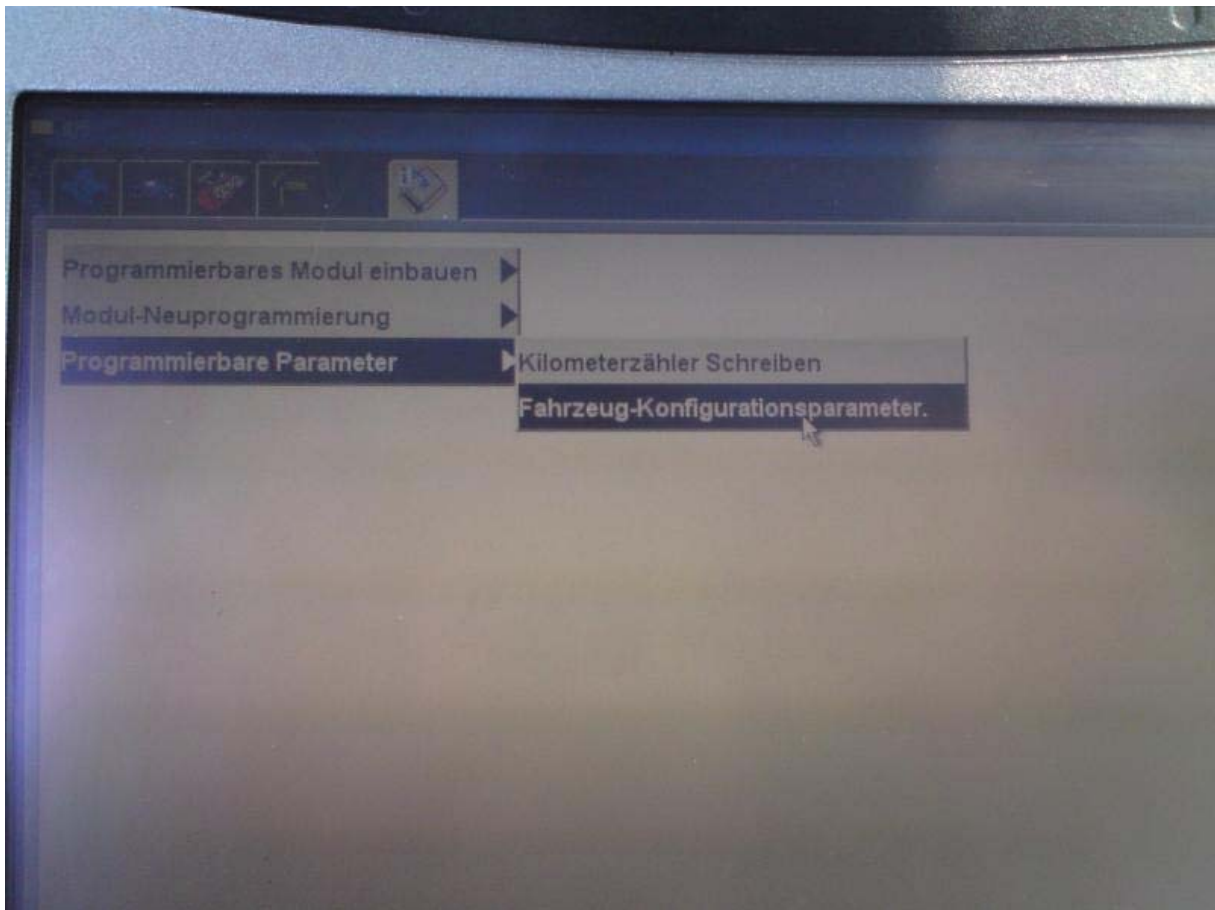 Programmierbares Modul einbauen
Modul-Neuprogrammierung
Programmierbare Parameter
Kilometerzähler Schreiben
Fahrzeug-Konfigurationsparameter.